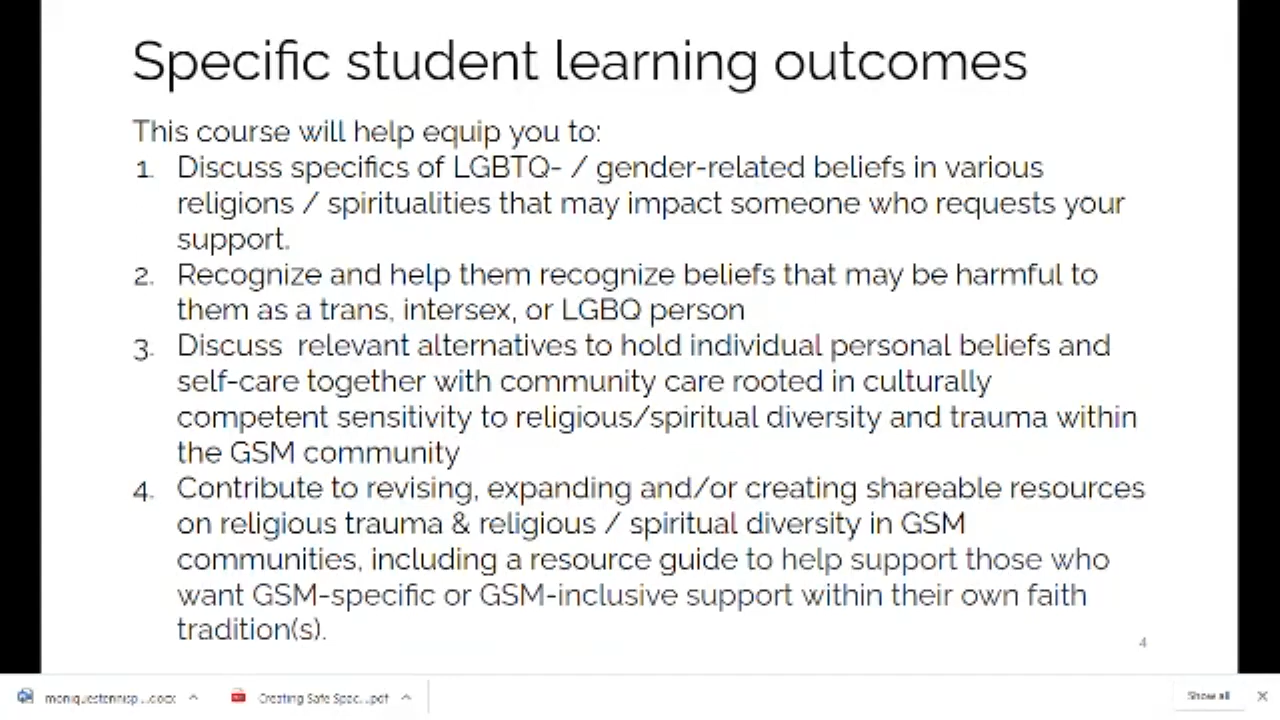 Specific student learning outcomes
This course will help equip you to:
1. Discuss specifics of LGBTQ- / gender-related beliefs in various
religions / spiritualities that may impact someone who requests your
support.
2. Recognize and help them recognize beliefs that may be harmful to
them as a trans, intersex, or LGBQ person
3. Discuss  relevant alternatives to hold individual personal beliefs and
self-care together with community care rooted in culturally
competent sensitivity to religious/spiritual diversity and trauma within
the GSM community
4. Contribute to revising, expanding and/or creating shareable resources
on religious trauma & religious / spiritual diversity in GSM
communities, including a resource guide to help support those who
want GSM-specific or GSM-inclusive support within their own faith
tradition(s).
4
moniquestennisp....docx
Creating Safe Spac....pdf
Show all